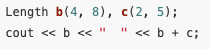 Length b(4, 8), c(2, 5);
cout << b << "  " << b + c;